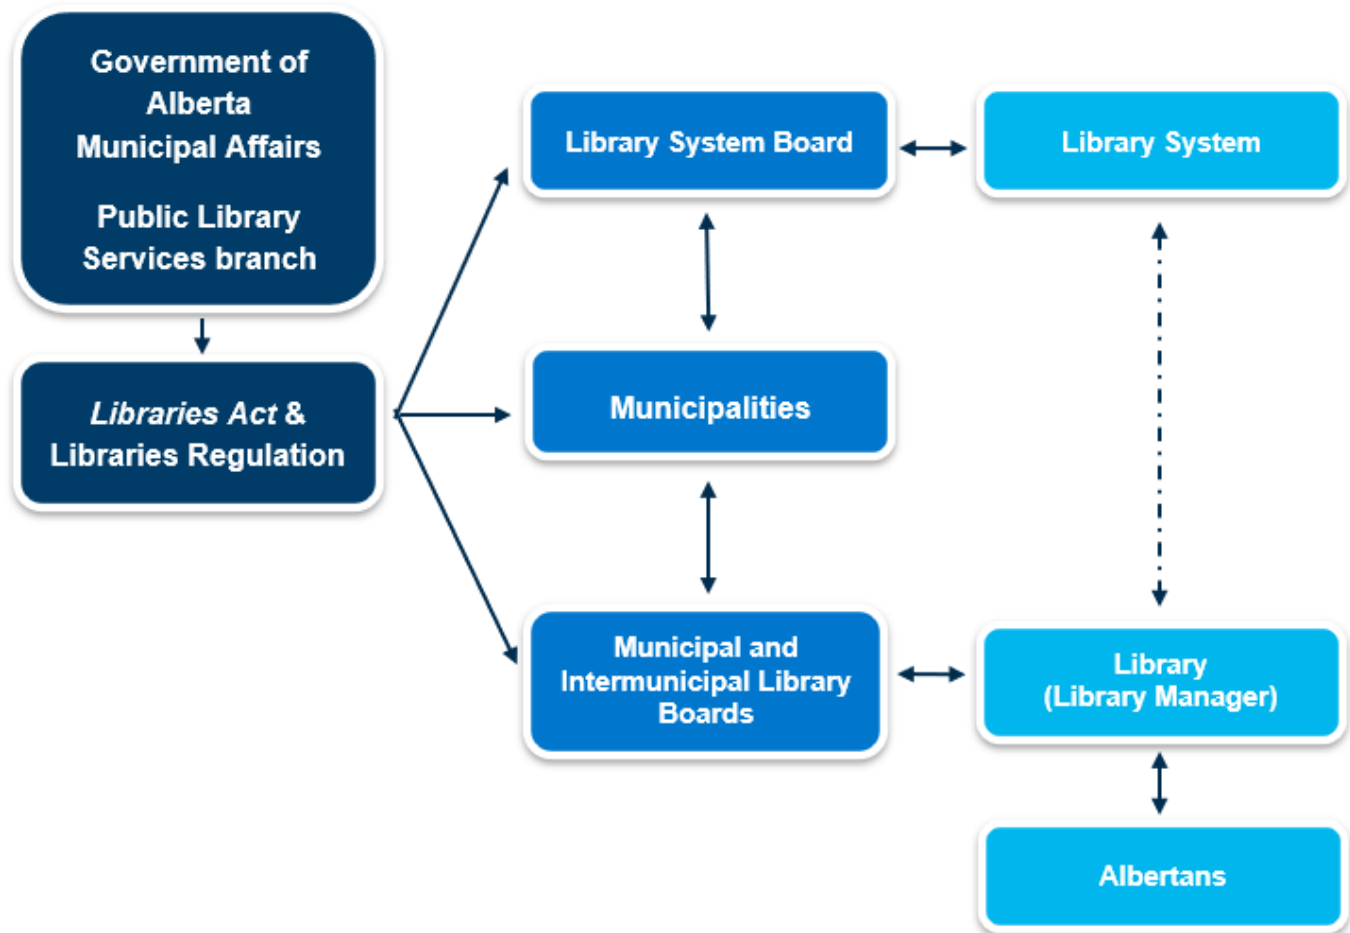 Government of
Alberta
Municipal Affairs
Public Library
Services branch
Libraries Act &
Libraries Regulation
Library System Board
Municipalities
Municipal and
Intermunicipal Library
Boards
Library System
Library
(Library Manager)
Albertans